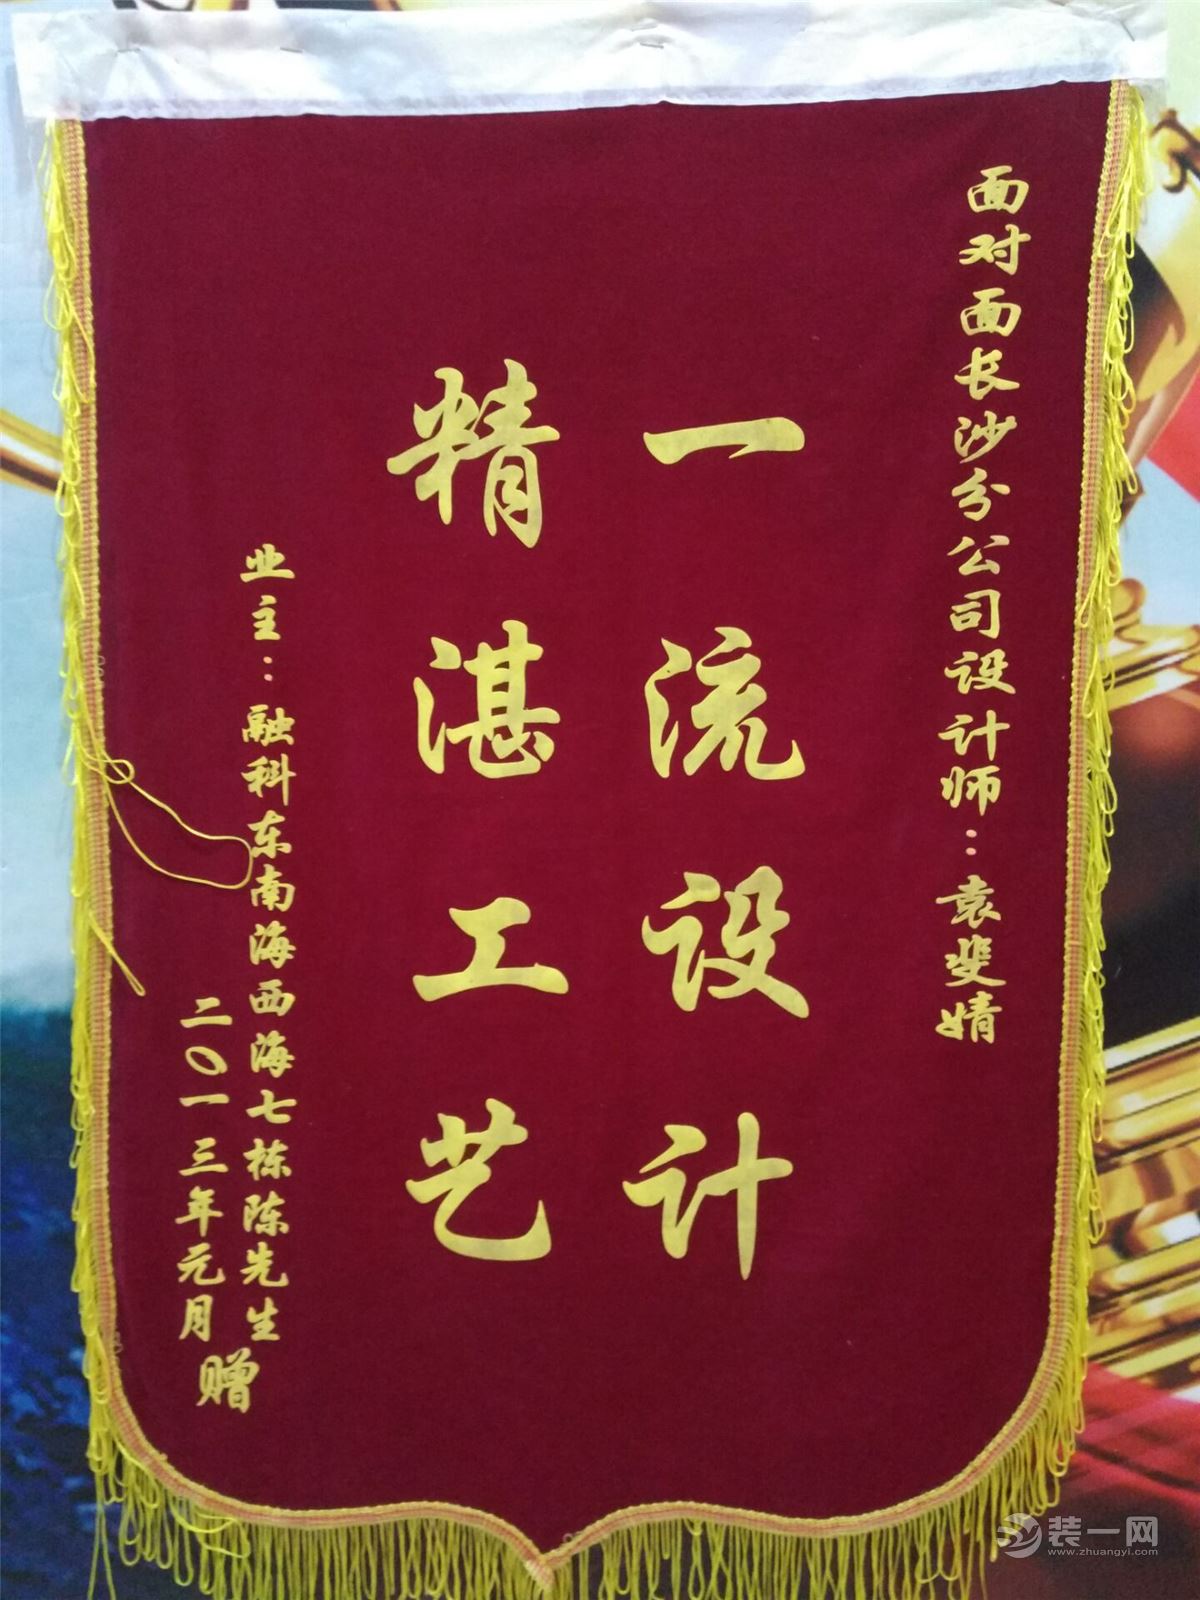 面对面长沙分公司设计师：袁斐婧
一流设计
精湛工艺
业主：融科东南海西海七栋陈先生
二〇一三年元月
赠
装一网
www.zhuangyi.com